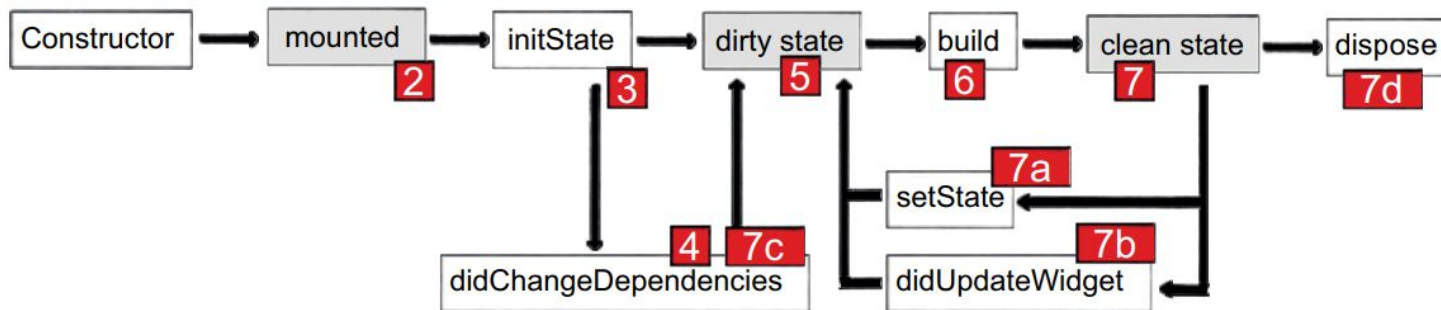 Constructor
mounted
2
initState
3
dirty state
5
build
6
clean state
7
dispose
7d
setState
7a
4
7c
didChangeDependencies
7b
didUpdateWidget